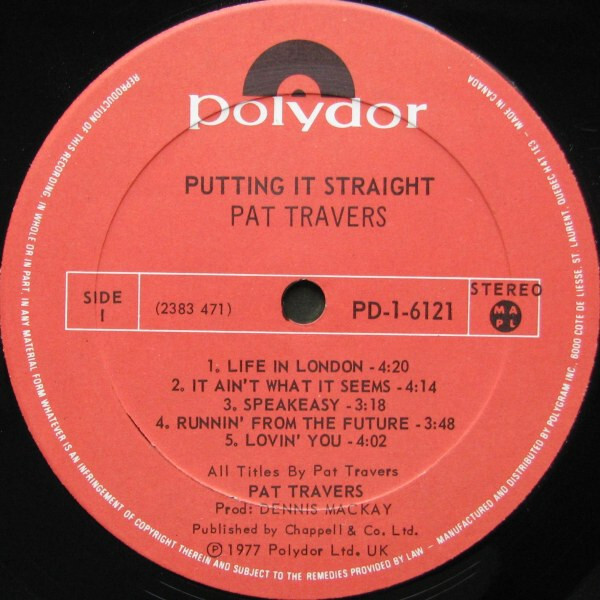 polydor
PUTTING IT STRAIGHT
PAT TRAVERS
SIDE
1
(2383 471)
PD-1-6121
STEREO
M A
P L
1. LIFE IN LONDON - 4:20
2. IT AIN'T WHAT IT SEEMS - 4:14
3. SPEAKEASY - 3:18
4. RUNNIN' FROM THE FUTURE - 3:48
5. LOVIN' YOU - 4:02
All Titles By Pat Travers
PAT TRAVERS
Prod: DENNIS MACKAY
Published by Chappell & Co. Ltd.
℗ 1977 Polydor Ltd. UK
REPRODUCTION OF THIS RECORDING, IN WHOLE OR IN PART IN ANY MATERIAL FORM WHATEVER IS AN INFRINGEMENT OF COPYRIGHT THEREIN AND SUBJECT TO THE REMEDIES PROVIDED BY LAW – MANUFACTURED AND DISTRIBUTED BY POLYGRAM INC. 6000 COTE DE LIESSE, ST LAURENT, QUEBEC H4T 1E3 – MADE IN CANADA